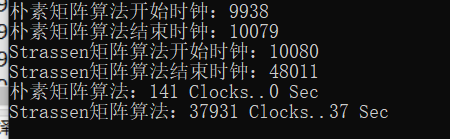 朴素矩阵算法开始时钟：9938
朴素矩阵算法结束时钟：10079
Strassen矩阵算法开始时钟：10080
Strassen矩阵算法结束时钟：48011
朴素矩阵算法：141 Clocks..0 Sec
Strassen矩阵算法：37931 Clocks..37 Sec